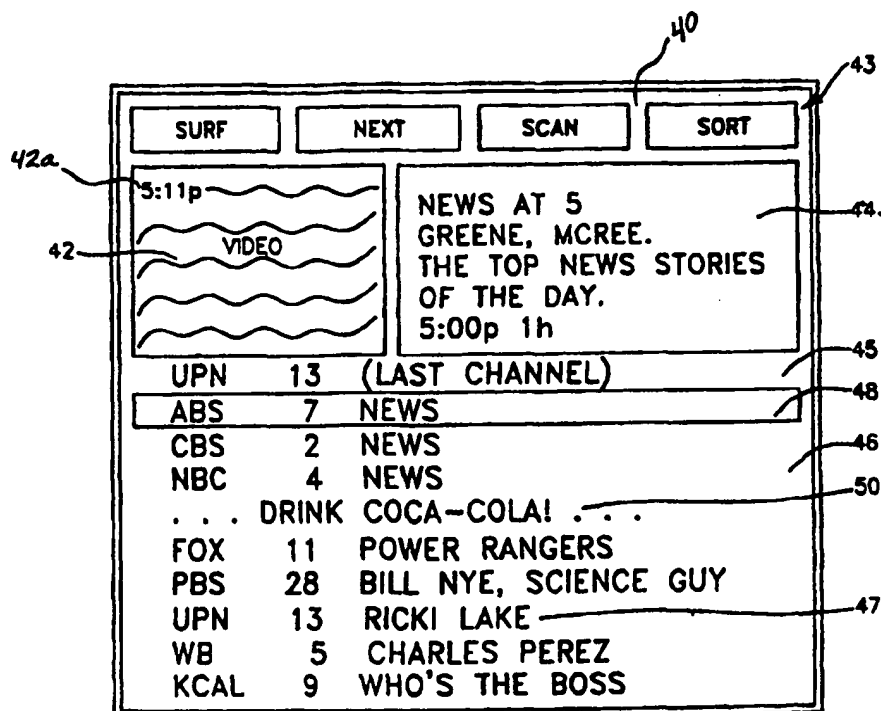 40
43
SURF NEXT SCAN SORT
42a
5:11p
NEWS AT 5
44.
GREENE, MCREE.
42 VIDEO
THE TOP NEWS STORIES
OF THE DAY.
5:00p 1h
45
UPN 13 (LAST CHANNEL)
48
ABS 7 NEWS
CBS 2 NEWS
46
NBC 4 NEWS
50
. . . DRINK COCA-COLA! . . .
FOX 11 POWER RANGERS
PBS 28 BILL NYE, SCIENCE GUY
UPN 13 RICKI LAKE 47
WB 5 CHARLES PEREZ
KCAL 9 WHO'S THE BOSS